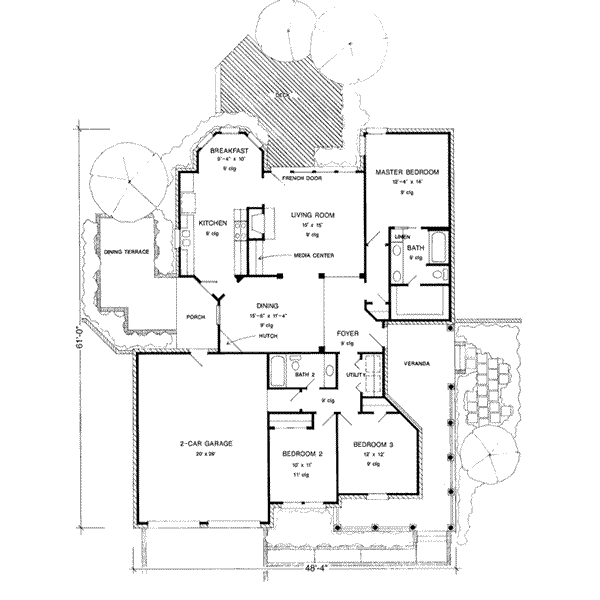 DECK
BREAKFAST
9'-4" x 10'
9' clg
FRENCH DOOR
MASTER BEDROOM
13'-4" x 14'
9' clg
KITCHEN
9' clg
LIVING ROOM
15' x 15'
9' clg
LINEN
BATH
9' clg
DINING TERRACE
MEDIA CENTER
PORCH
DINING
15'-6" x 11'-4"
9' clg
HUTCH
FOYER
9' clg
61'-0"
VERANDA
BATH 2
UTILITY
9' clg
2-CAR GARAGE
20' x 26'
BEDROOM 2
10' x 11'
11' clg
BEDROOM 3
12' x 12'
9' clg
48'-4"